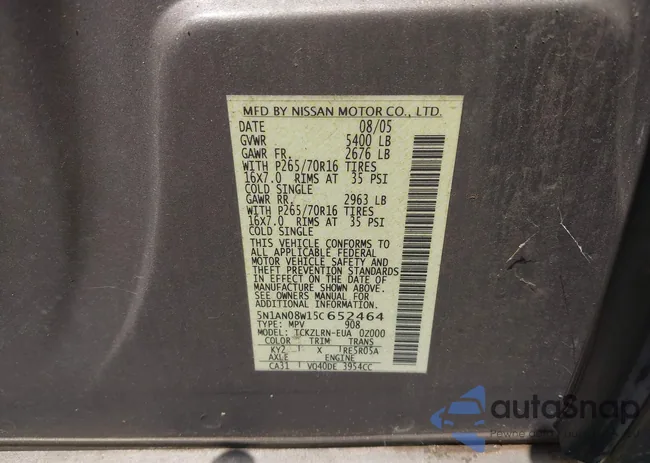 MFD BY NISSAN MOTOR CO., LTD.
DATE 08/05
GVWR 5400 LB
GAWR FR. 2676 LB
WITH P265/70R16 TIRES
16x7.0 RIMS AT 35 PSI
COLD SINGLE
GAWR RR. 2963 LB
WITH P265/70R16 TIRES
16x7.0 RIMS AT 35 PSI
COLD SINGLE
THIS VEHICLE CONFORMS TO
ALL APPLICABLE FEDERAL
MOTOR VEHICLE SAFETY AND
THEFT PREVENTION STANDARDS
IN EFFECT ON THE DATE OF
MANUFACTURE SHOWN ABOVE.
SEE OWNERS MANUAL FOR
ADDITIONAL INFORMATION.
5N1AN08W15C652464
TYPE: MPV 908
MODEL: TCKZLRN-EUA 0Z000
COLOR TRIM TRANS
KY2 X RE5R05A
AXLE ENGINE
CA31 VQ40DE 3954CC
autoSnap